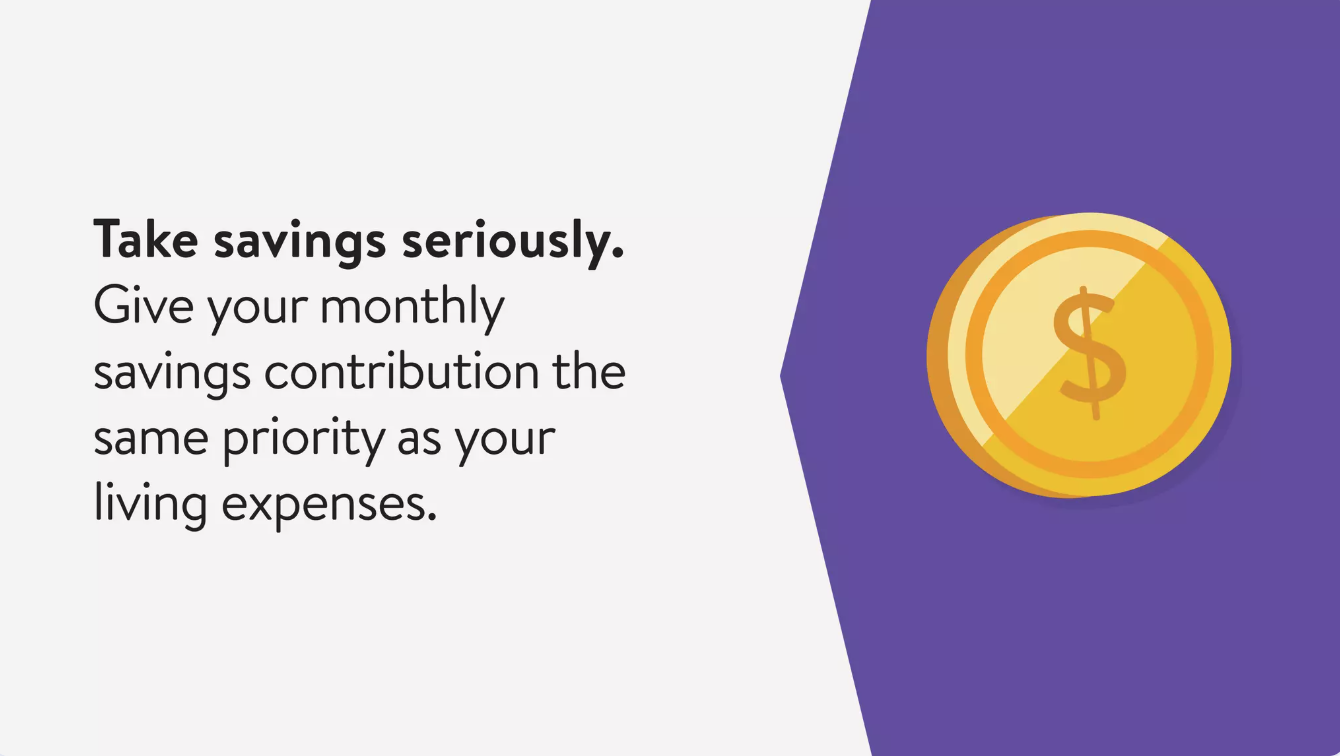 Take savings seriously.
Give your monthly
savings contribution the
same priority as your
living expenses.
$